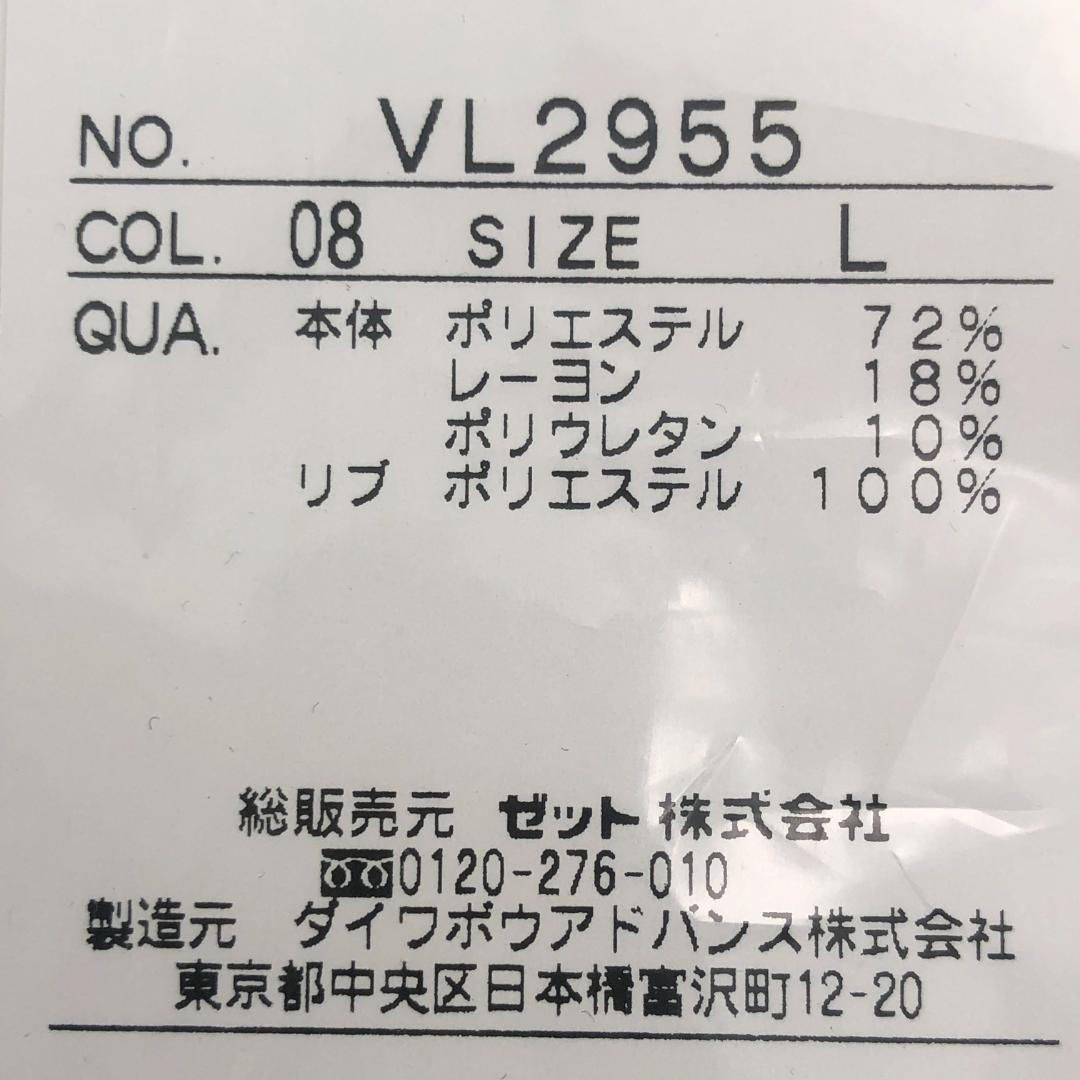 NO. VL2955
COL. 08 SIZE L
QUA. 本体 ポリエステル 72%
レーヨン 18%
ポリウレタン 10%
リブ ポリエステル 100%
総販売元 ゼット株式会社
0120-276-010
製造元 ダイワボウアドバンス株式会社
東京都中央区日本橋富沢町12-20